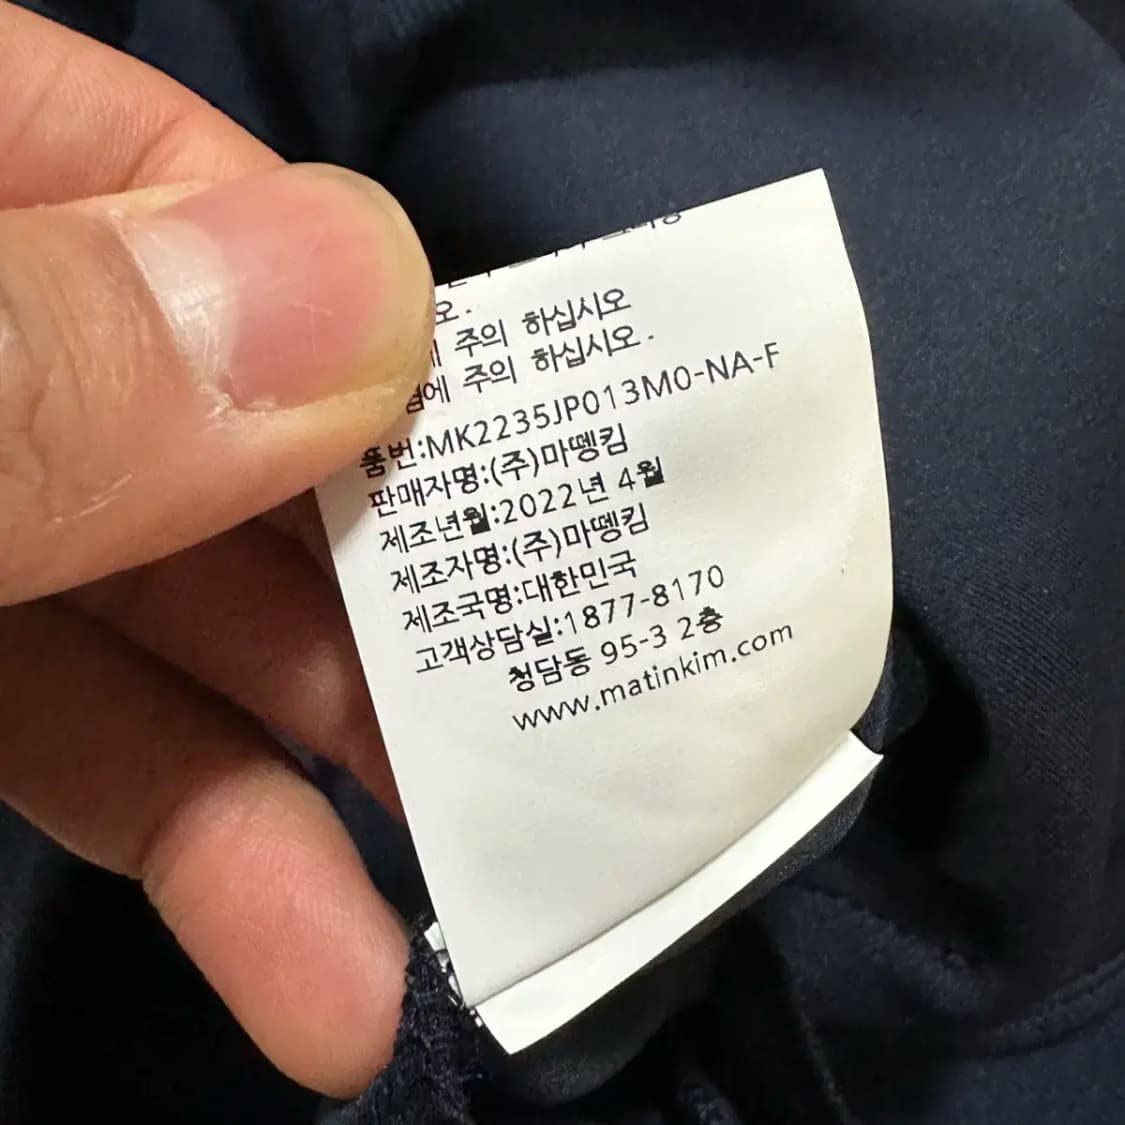 오.
주의 하십시오
에 주의 하십시오.
품번:MK2235JP013M0-NA-F
판매자명:(주)마뗑킴
제조년월:2022년 4월
제조자명:(주)마뗑킴
제조국명:대한민국
고객상담실:1877-8170
청담동 95-3 2층
www.matinkim.com